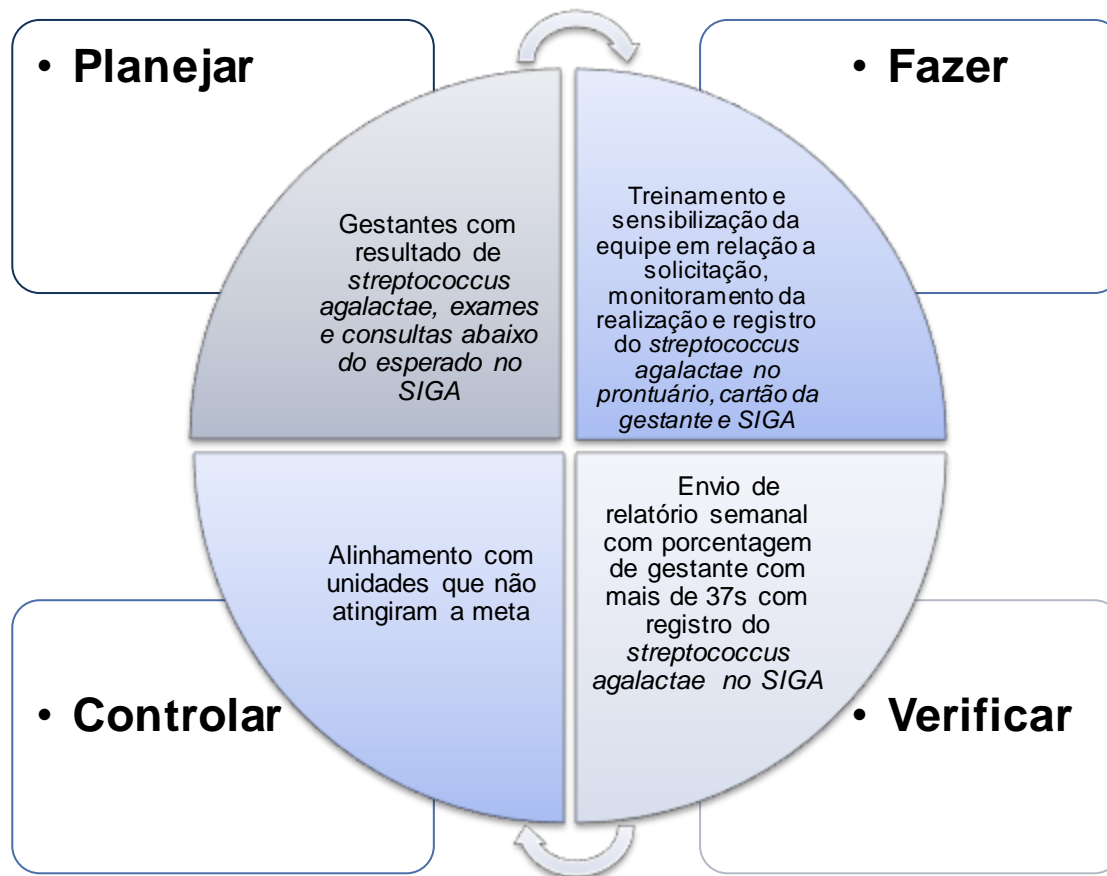 • Planejar
• Fazer
Gestantes com
resultado de
streptococcus
agalactae, exames
e consultas abaixo
do esperado no
SIGA
Treinamento e
sensibilização da
equipe em relação a
solicitação,
monitoramento da
realização e registro
do streptococcus
agalactae no
prontuário, cartão da
gestante e SIGA
Alinhamento com
unidades que não
atingiram a meta
Envio de
relatório semanal
com porcentagem
de gestante com
mais de 37s com
registro do
streptococcus
agalactae no SIGA
• Controlar
• Verificar